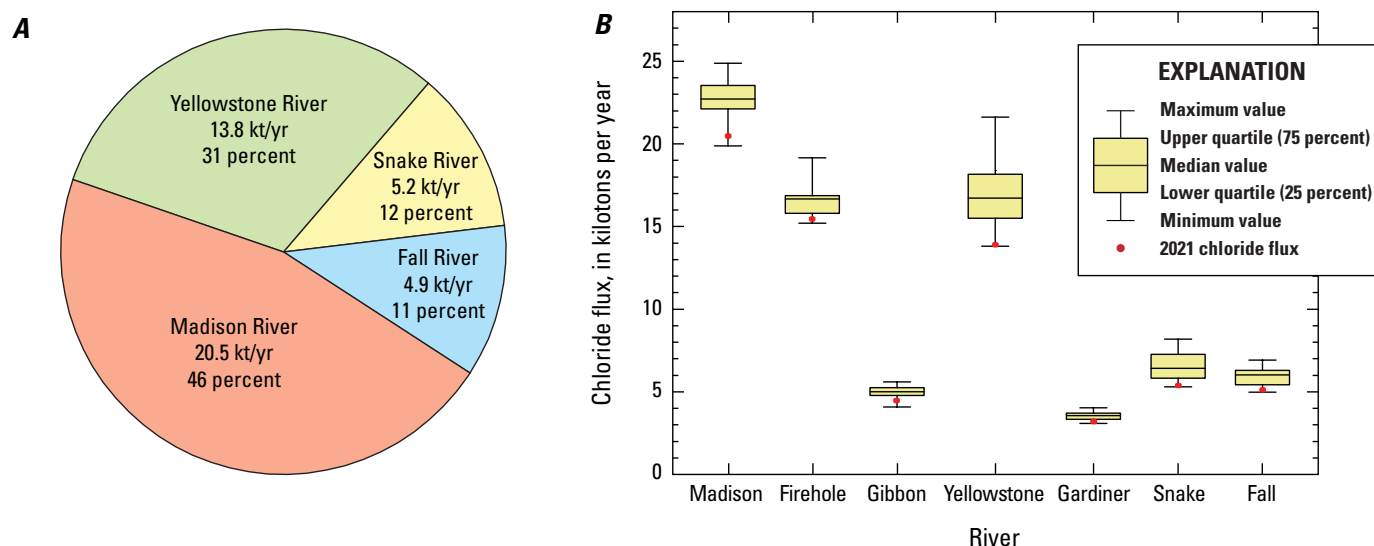 A
Yellowstone River
13.8 kt/yr
31 percent
Snake River
5.2 kt/yr
12 percent
Fall River
4.9 kt/yr
11 percent
Madison River
20.5 kt/yr
46 percent
B
Chloride flux, in kilotons per year
25
20
15
10
5
0
EXPLANATION
Maximum value
Upper quartile (75 percent)
Median value
Lower quartile (25 percent)
Minimum value
2021 chloride flux
Madison Firehole Gibbon Yellowstone Gardiner Snake Fall
River